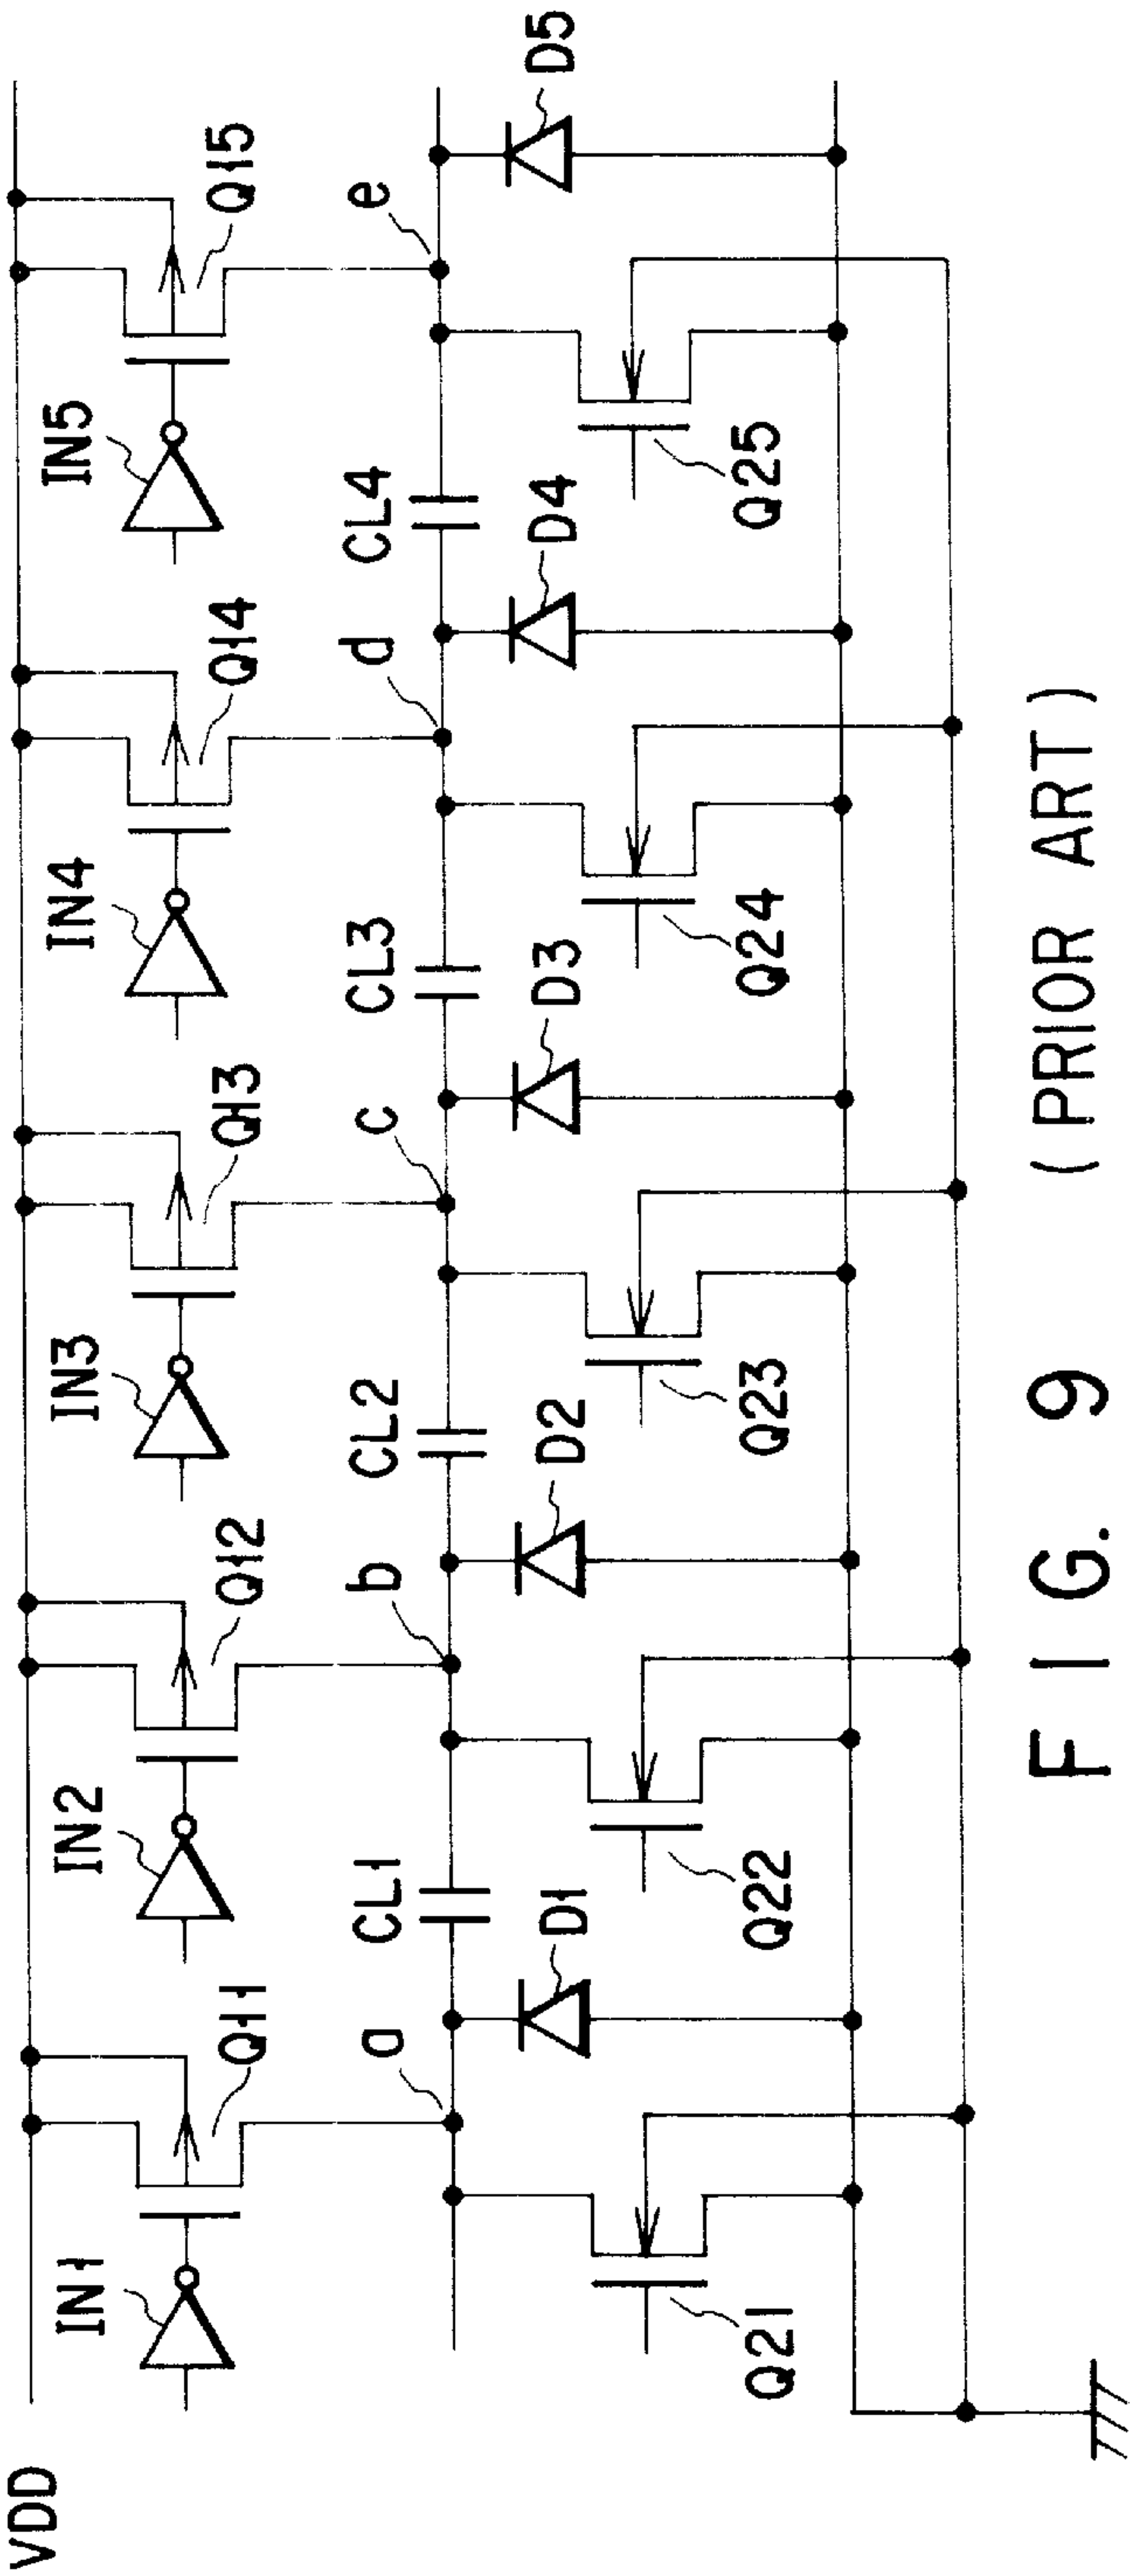 VDD
IN1
Q11
IN2
Q12
IN3
Q13
IN4
Q14
IN5
Q15
a
CL1
b
CL2
c
CL3
d
CL4
e
D1
D2
D3
D4
D5
Q21
Q22
Q23
Q24
Q25
FIG. 9 (PRIOR ART)